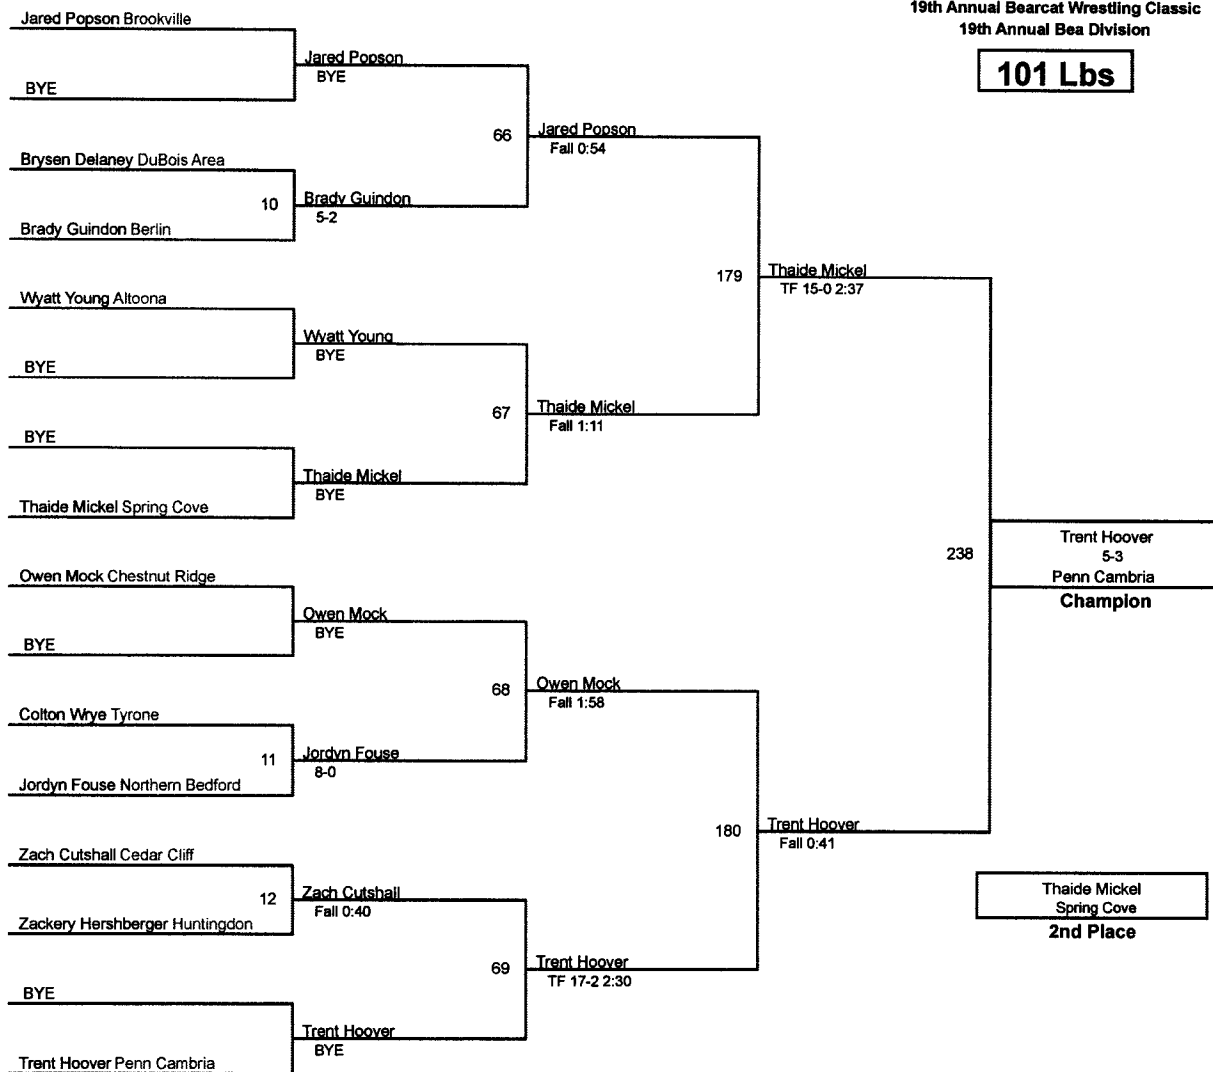 19th Annual Bearcat Wrestling Classic
19th Annual Bea Division
101 Lbs
Jared Popson Brookville
Jared Popson
BYE
BYE
66
Jared Popson
Fall 0:54
Brysen Delaney DuBois Area
10
Brady Guindon
5-2
Brady Guindon Berlin
179
Thaide Mickel
TF 15-0 2:37
Wyatt Young Altoona
Wyatt Young
BYE
BYE
67
Thaide Mickel
Fall 1:11
BYE
Thaide Mickel
BYE
Thaide Mickel Spring Cove
238
Trent Hoover
5-3
Penn Cambria
Champion
Owen Mock Chestnut Ridge
Owen Mock
BYE
BYE
68
Owen Mock
Fall 1:58
Colton Wrye Tyrone
11
Jordyn Fouse
8-0
Jordyn Fouse Northern Bedford
180
Trent Hoover
Fall 0:41
Zach Cutshall Cedar Cliff
12
Zach Cutshall
Fall 0:40
Zackery Hershberger Huntingdon
69
Trent Hoover
TF 17-2 2:30
BYE
Trent Hoover
BYE
Trent Hoover Penn Cambria
Thaide Mickel
Spring Cove
2nd Place